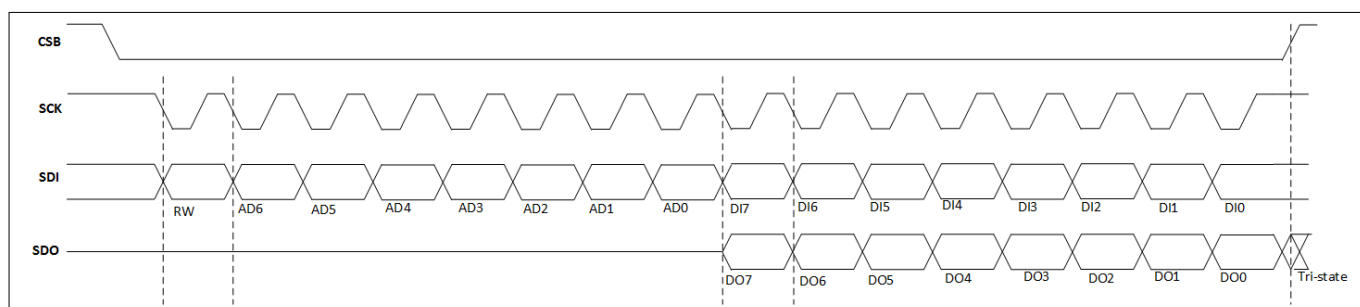 CSB
SCK
SDI
RW AD6 AD5 AD4 AD3 AD2 AD1 AD0 DI7 DI6 DI5 DI4 DI3 DI2 DI1 DI0
SDO
DO7 DO6 DO5 DO4 DO3 DO2 DO1 DO0 Tri-state